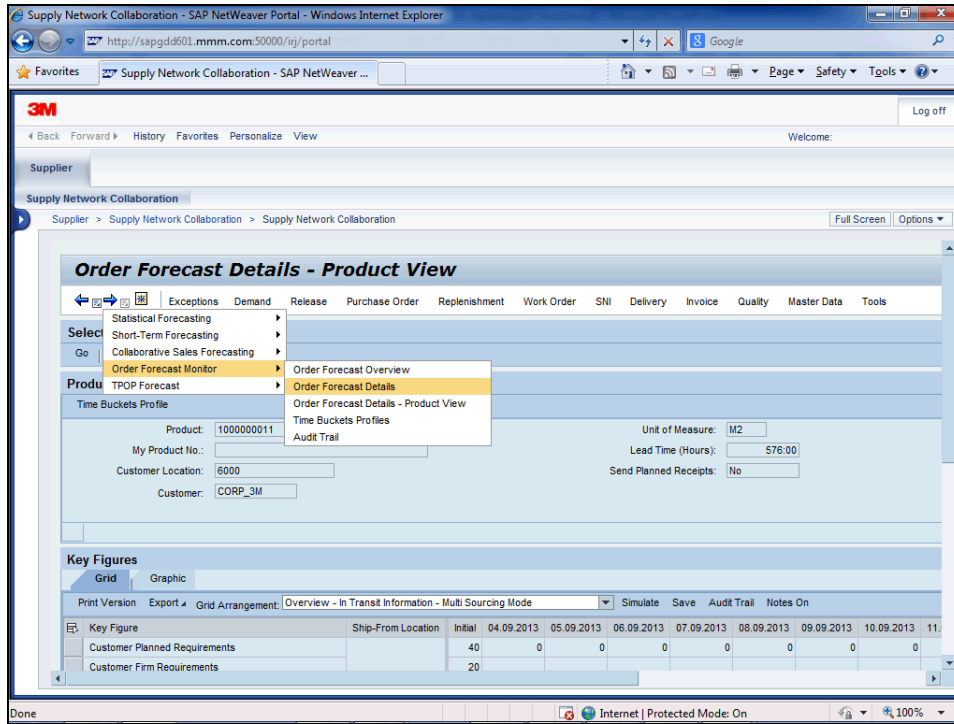 Supply Network Collaboration - SAP NetWeaver Portal - Windows Internet Explorer
http://sapgdd601.mmm.com:50000/irj/portal
Google
Favorites
Supply Network Collaboration - SAP NetWeaver ...
Page Safety Tools
3M
Log off
Back Forward History Favorites Personalize View Welcome:
Supplier
Supply Network Collaboration
Supplier > Supply Network Collaboration > Supply Network Collaboration Full Screen Options
Order Forecast Details - Product View
Exceptions Demand Release Purchase Order Replenishment Work Order SNI Delivery Invoice Quality Master Data Tools
Statistical Forecasting
Selec
Short-Term Forecasting
Go Collaborative Sales Forecasting
Order Forecast Monitor Order Forecast Overview
Produ TPOP Forecast Order Forecast Details
Time Buckets Profile Order Forecast Details - Product View
Time Buckets Profiles
Audit Trail
Product: 1000000011 Unit of Measure: M2
My Product No.: Lead Time (Hours): 576:00
Customer Location: 6000 Send Planned Receipts: No
Customer: CORP_3M
Key Figures
Grid Graphic
Print Version Export Grid Arrangement: Overview - In Transit Information - Multi Sourcing Mode Simulate Save Audit Trail Notes On
Key Figure Ship-From Location Initial 04.09.2013 05.09.2013 06.09.2013 07.09.2013 08.09.2013 09.09.2013 10.09.2013 11.
Customer Planned Requirements 40 0 0 0 0 0 0 0
Customer Firm Requirements 20
Done Internet | Protected Mode: On 100%